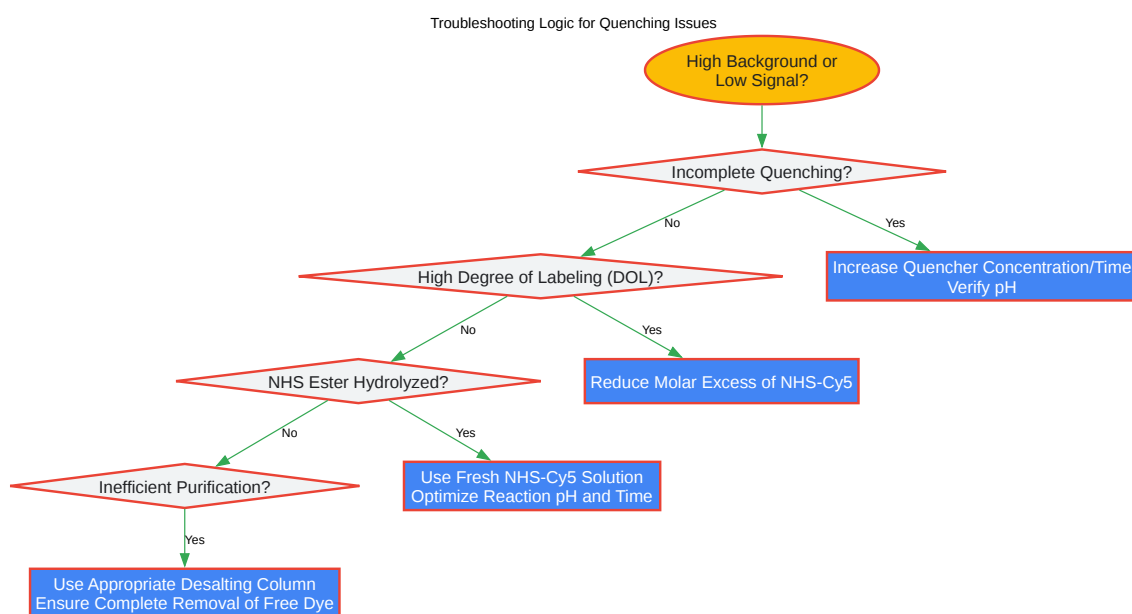 Troubleshooting Logic for Quenching Issues
High Background or
Low Signal?
Incomplete Quenching?
No
Yes
High Degree of Labeling (DOL)?
Increase Quencher Concentration/Time
Verify pH
No
Yes
NHS Ester Hydrolyzed?
Reduce Molar Excess of NHS-Cy5
No
Yes
Inefficient Purification?
Use Fresh NHS-Cy5 Solution
Optimize Reaction pH and Time
Yes
Use Appropriate Desalting Column
Ensure Complete Removal of Free Dye